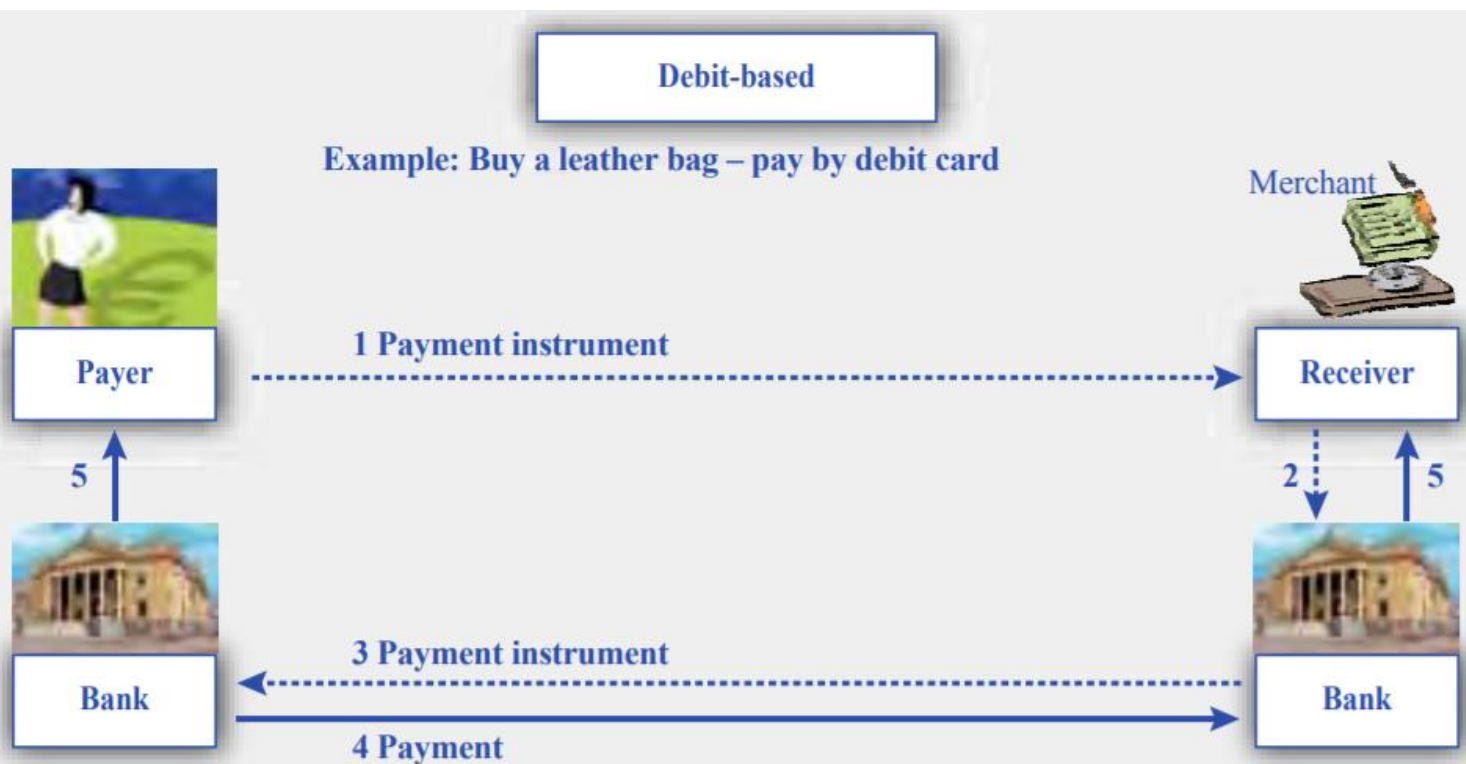 Debit-based
Example: Buy a leather bag – pay by debit card
Merchant
1 Payment instrument
Payer
Receiver
5
2
5
3 Payment instrument
Bank
Bank
4 Payment